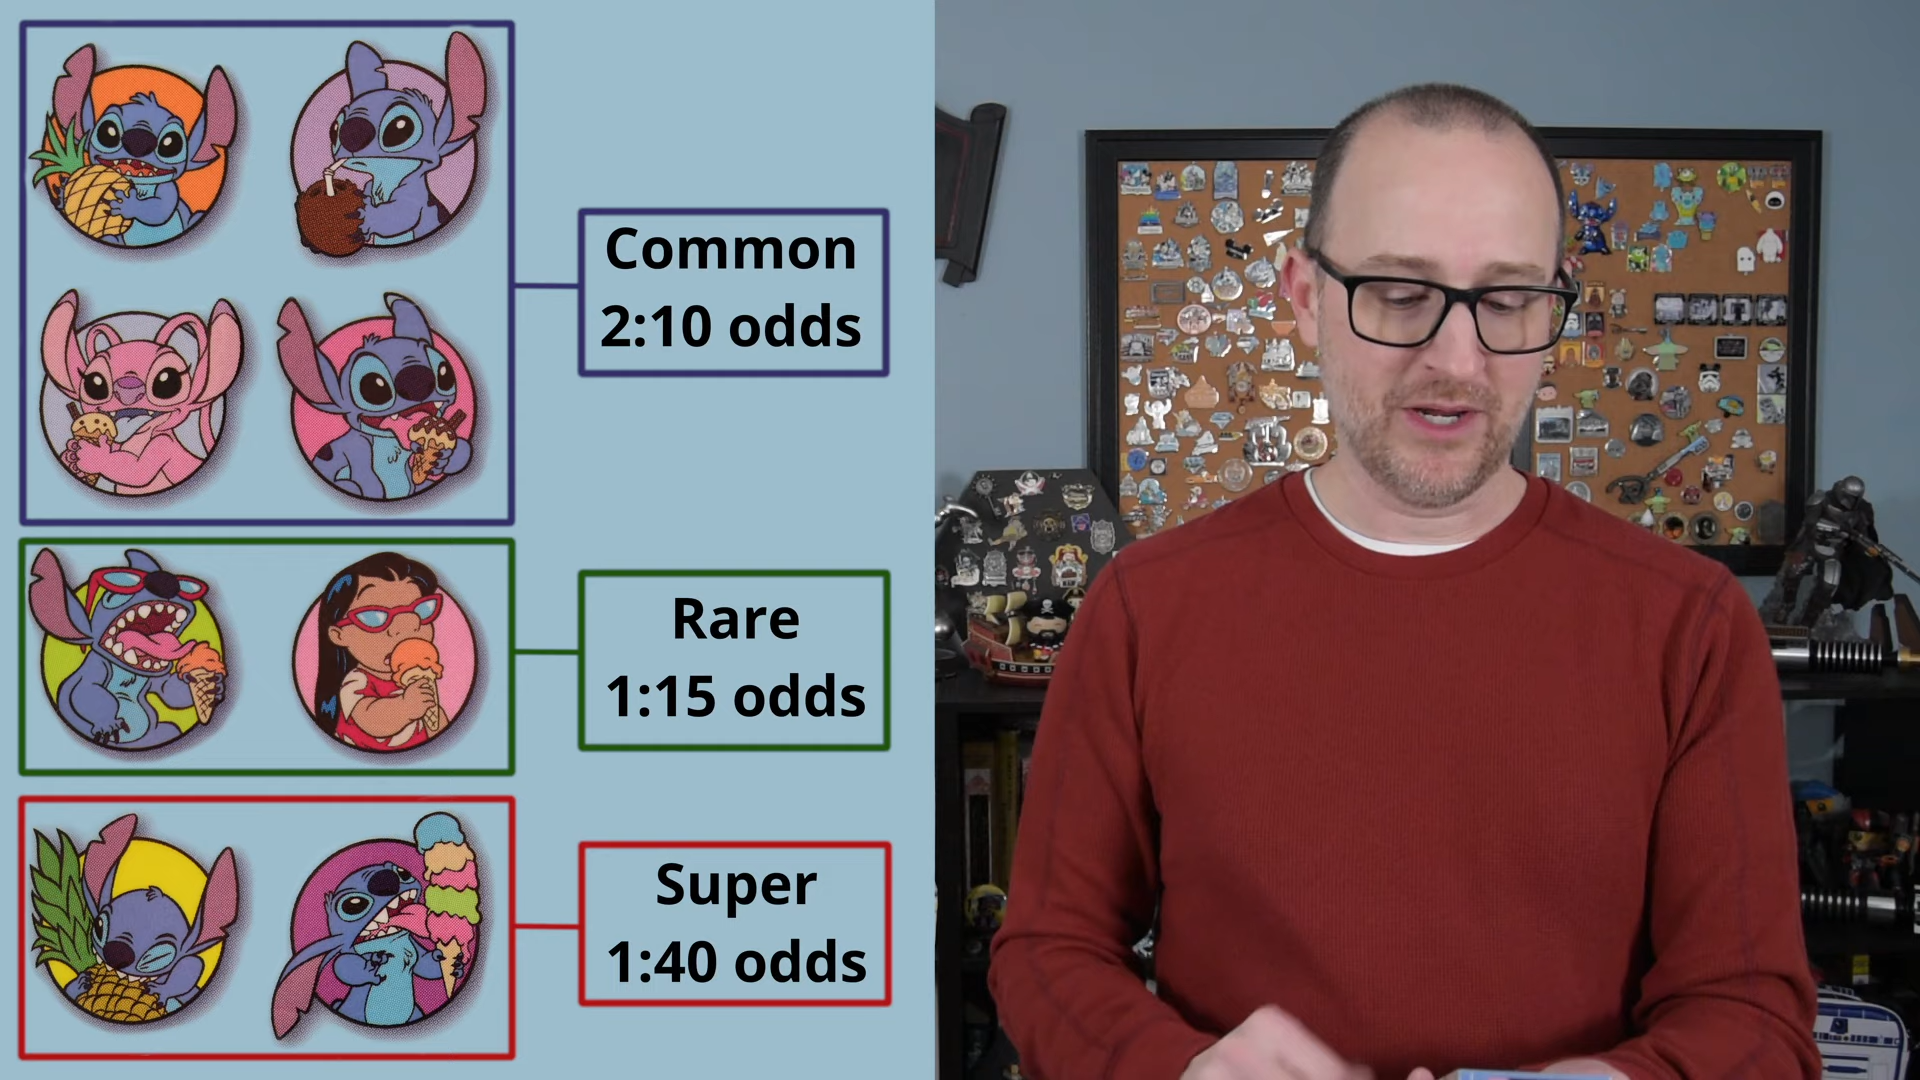 Common
2:10 odds
Rare
1:15 odds
Super
1:40 odds